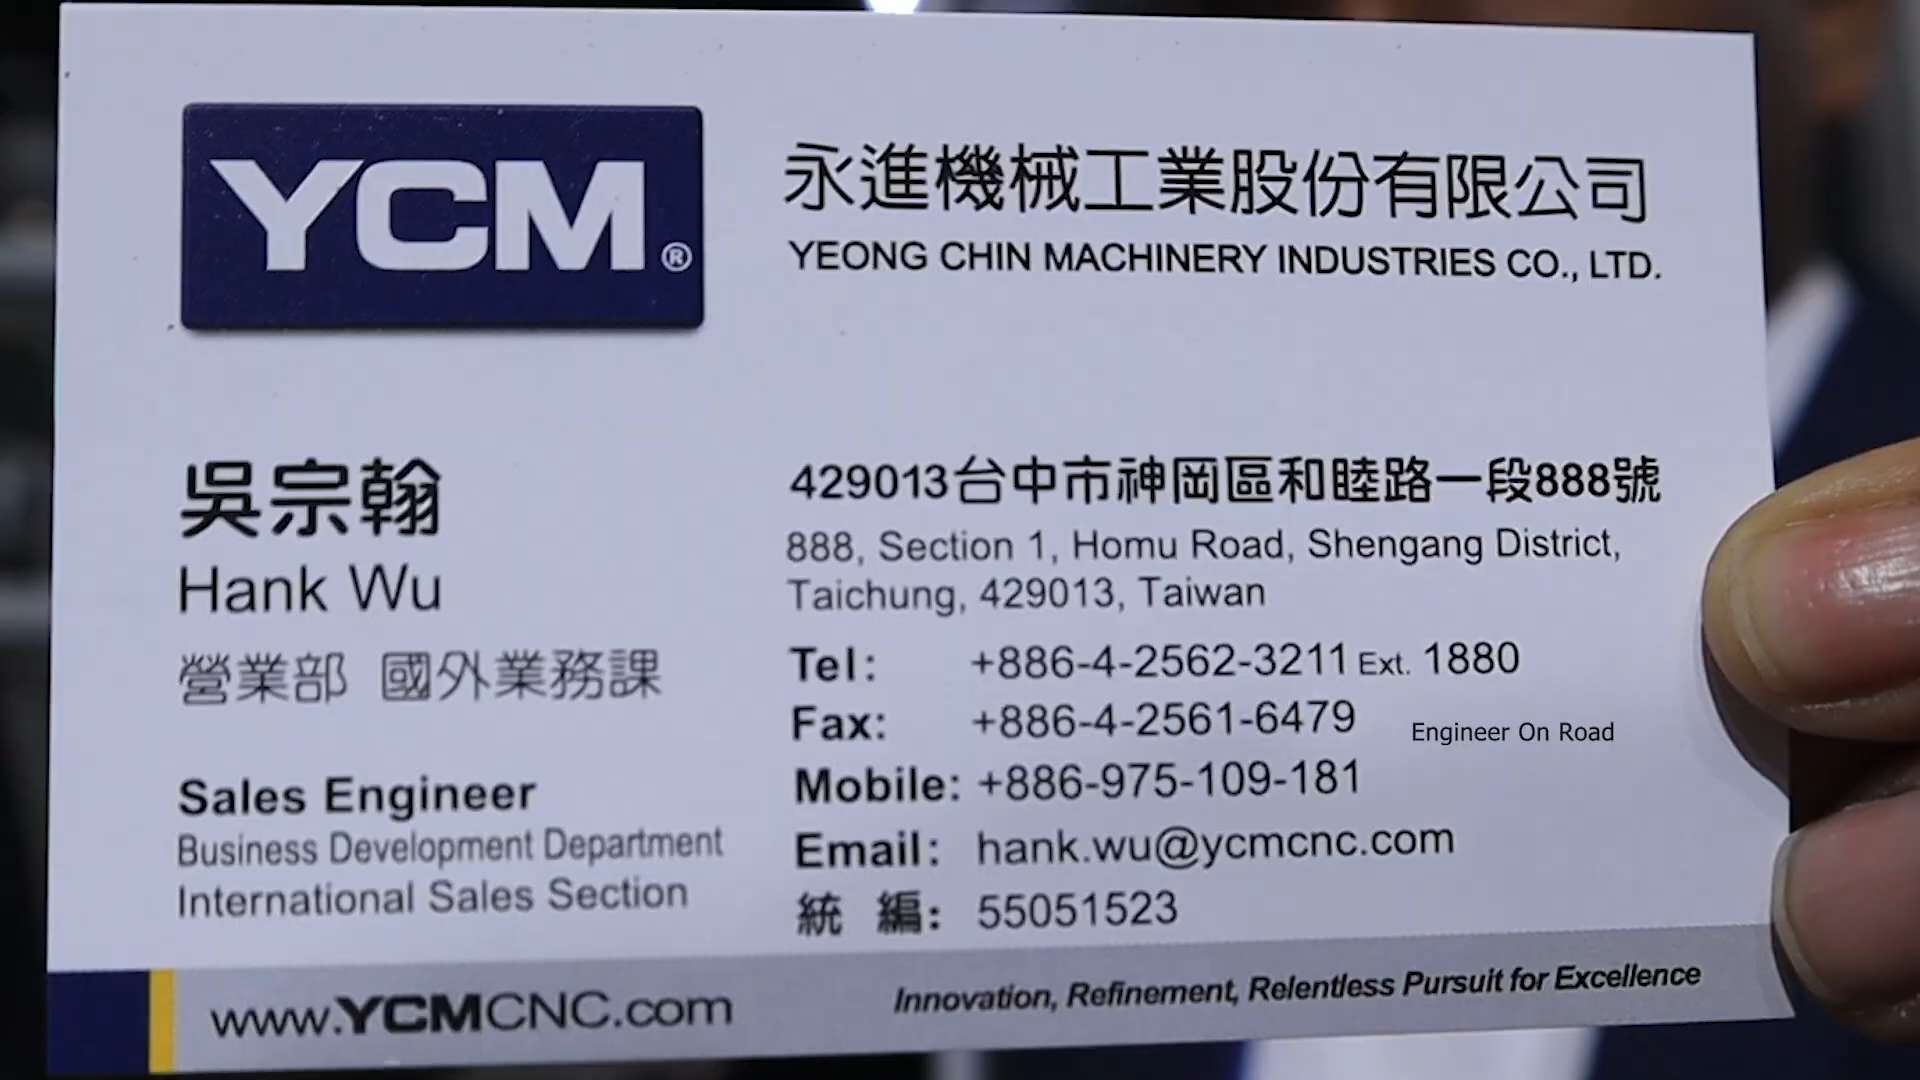 YCM®
永進機械工業股份有限公司
YEONG CHIN MACHINERY INDUSTRIES CO., LTD.
吳宗翰
Hank Wu
營業部 國外業務課
Sales Engineer
Business Development Department
International Sales Section
429013台中市神岡區和睦路一段888號
888, Section 1, Homu Road, Shengang District,
Taichung, 429013, Taiwan
Tel: +886-4-2562-3211 Ext. 1880
Fax: +886-4-2561-6479
Engineer On Road
Mobile: +886-975-109-181
Email: hank.wu@ycmcnc.com
統 編: 55051523
www.YCMCNC.com
Innovation, Refinement, Relentless Pursuit for Excellence